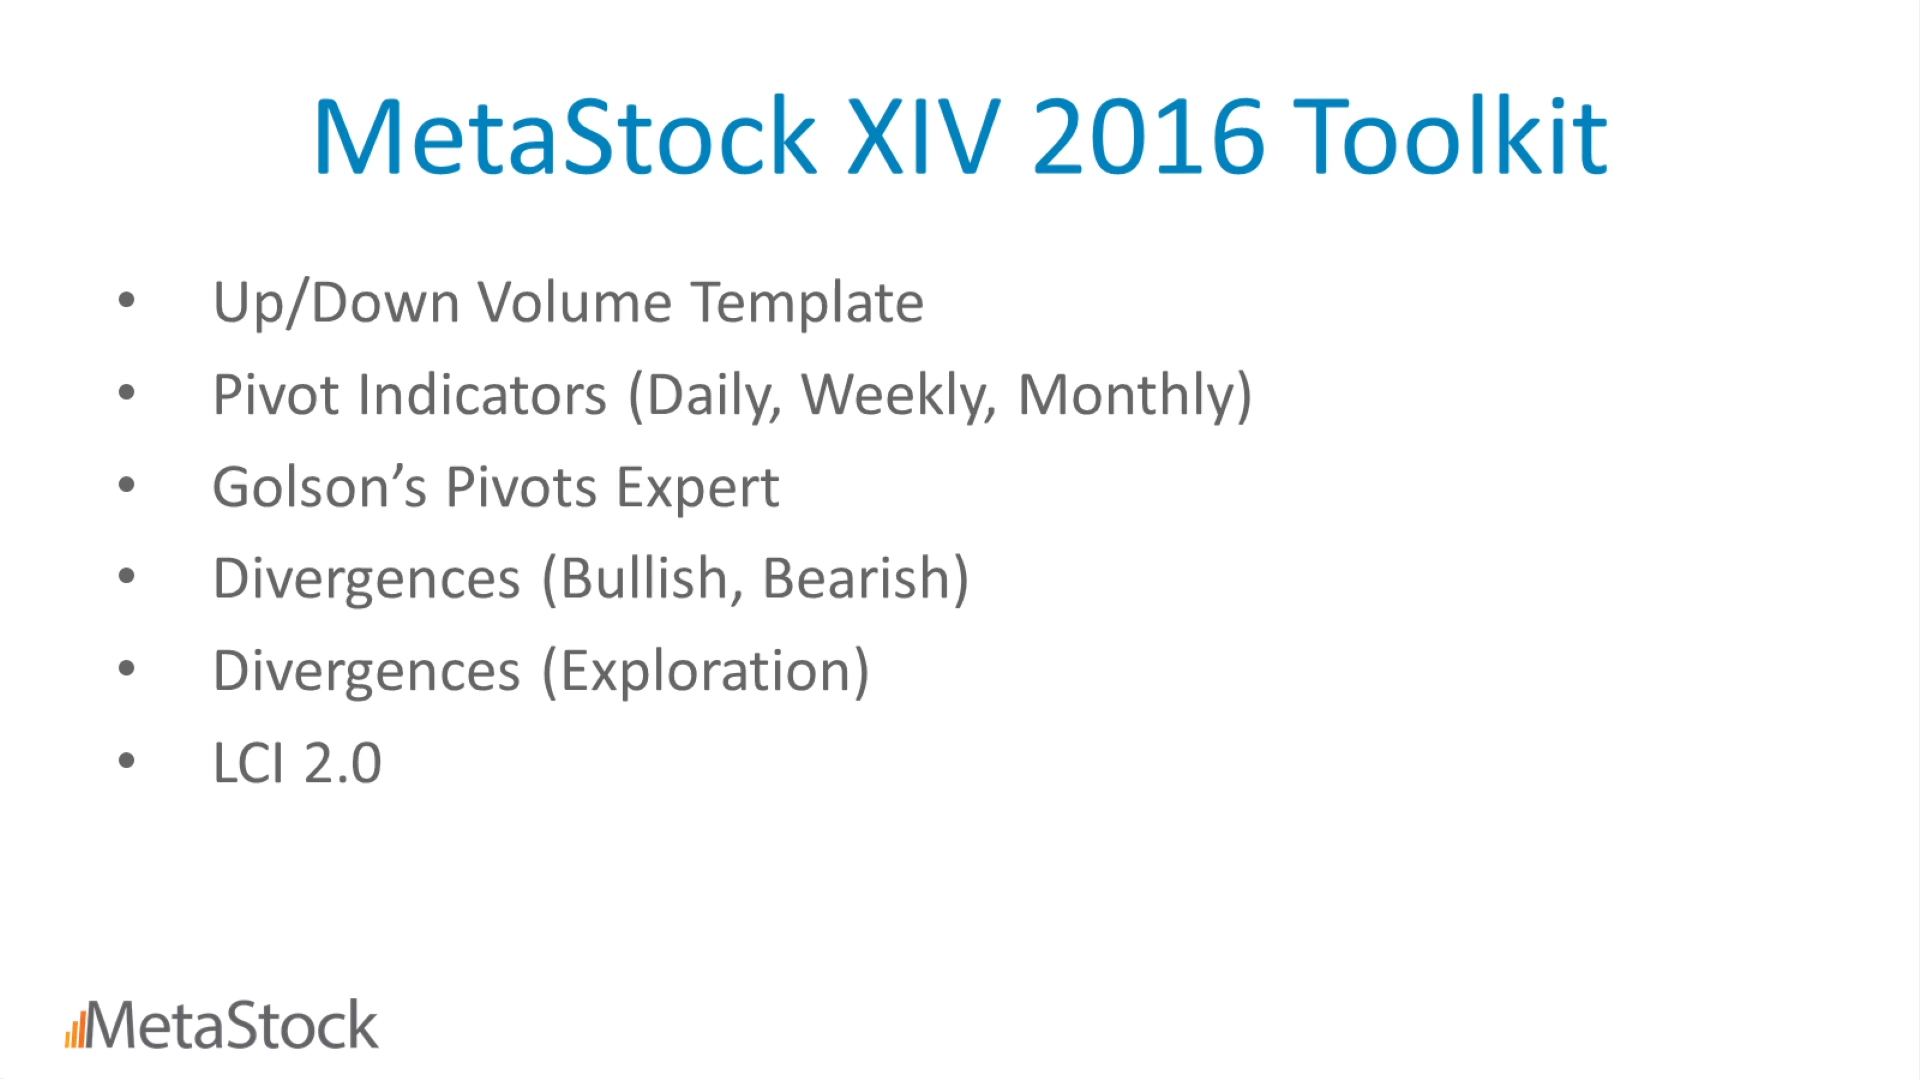 MetaStock XIV 2016 Toolkit
• Up/Down Volume Template
• Pivot Indicators (Daily, Weekly, Monthly)
• Golson’s Pivots Expert
• Divergences (Bullish, Bearish)
• Divergences (Exploration)
• LCI 2.0
MetaStock